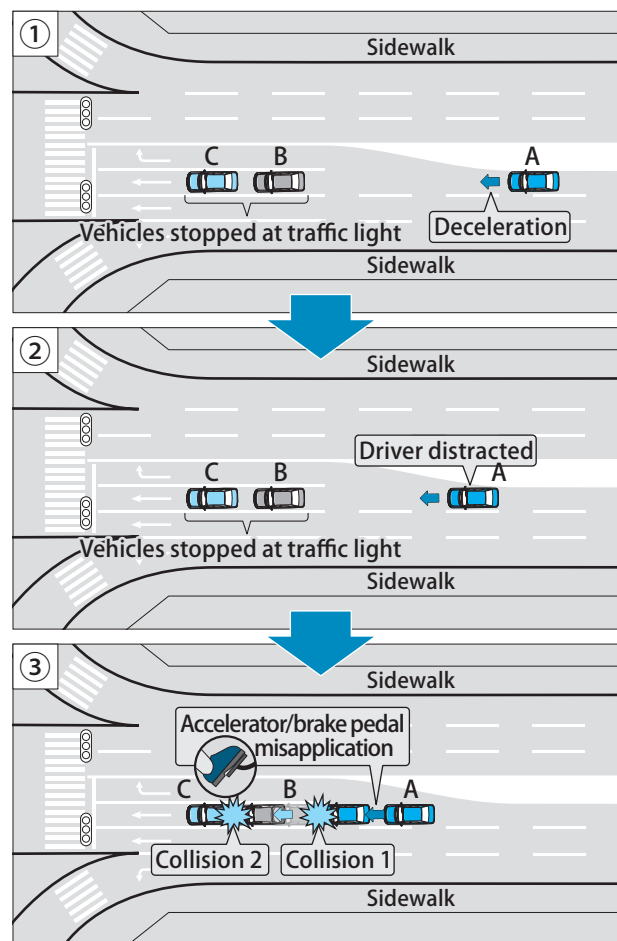 ①
Sidewalk
C
B
A
Deceleration
Vehicles stopped at traffic light
Sidewalk
②
Sidewalk
Driver distracted
C
B
A
Vehicles stopped at traffic light
Sidewalk
③
Sidewalk
Accelerator/brake pedal
misapplication
C
B
A
Collision 2
Collision 1
Sidewalk